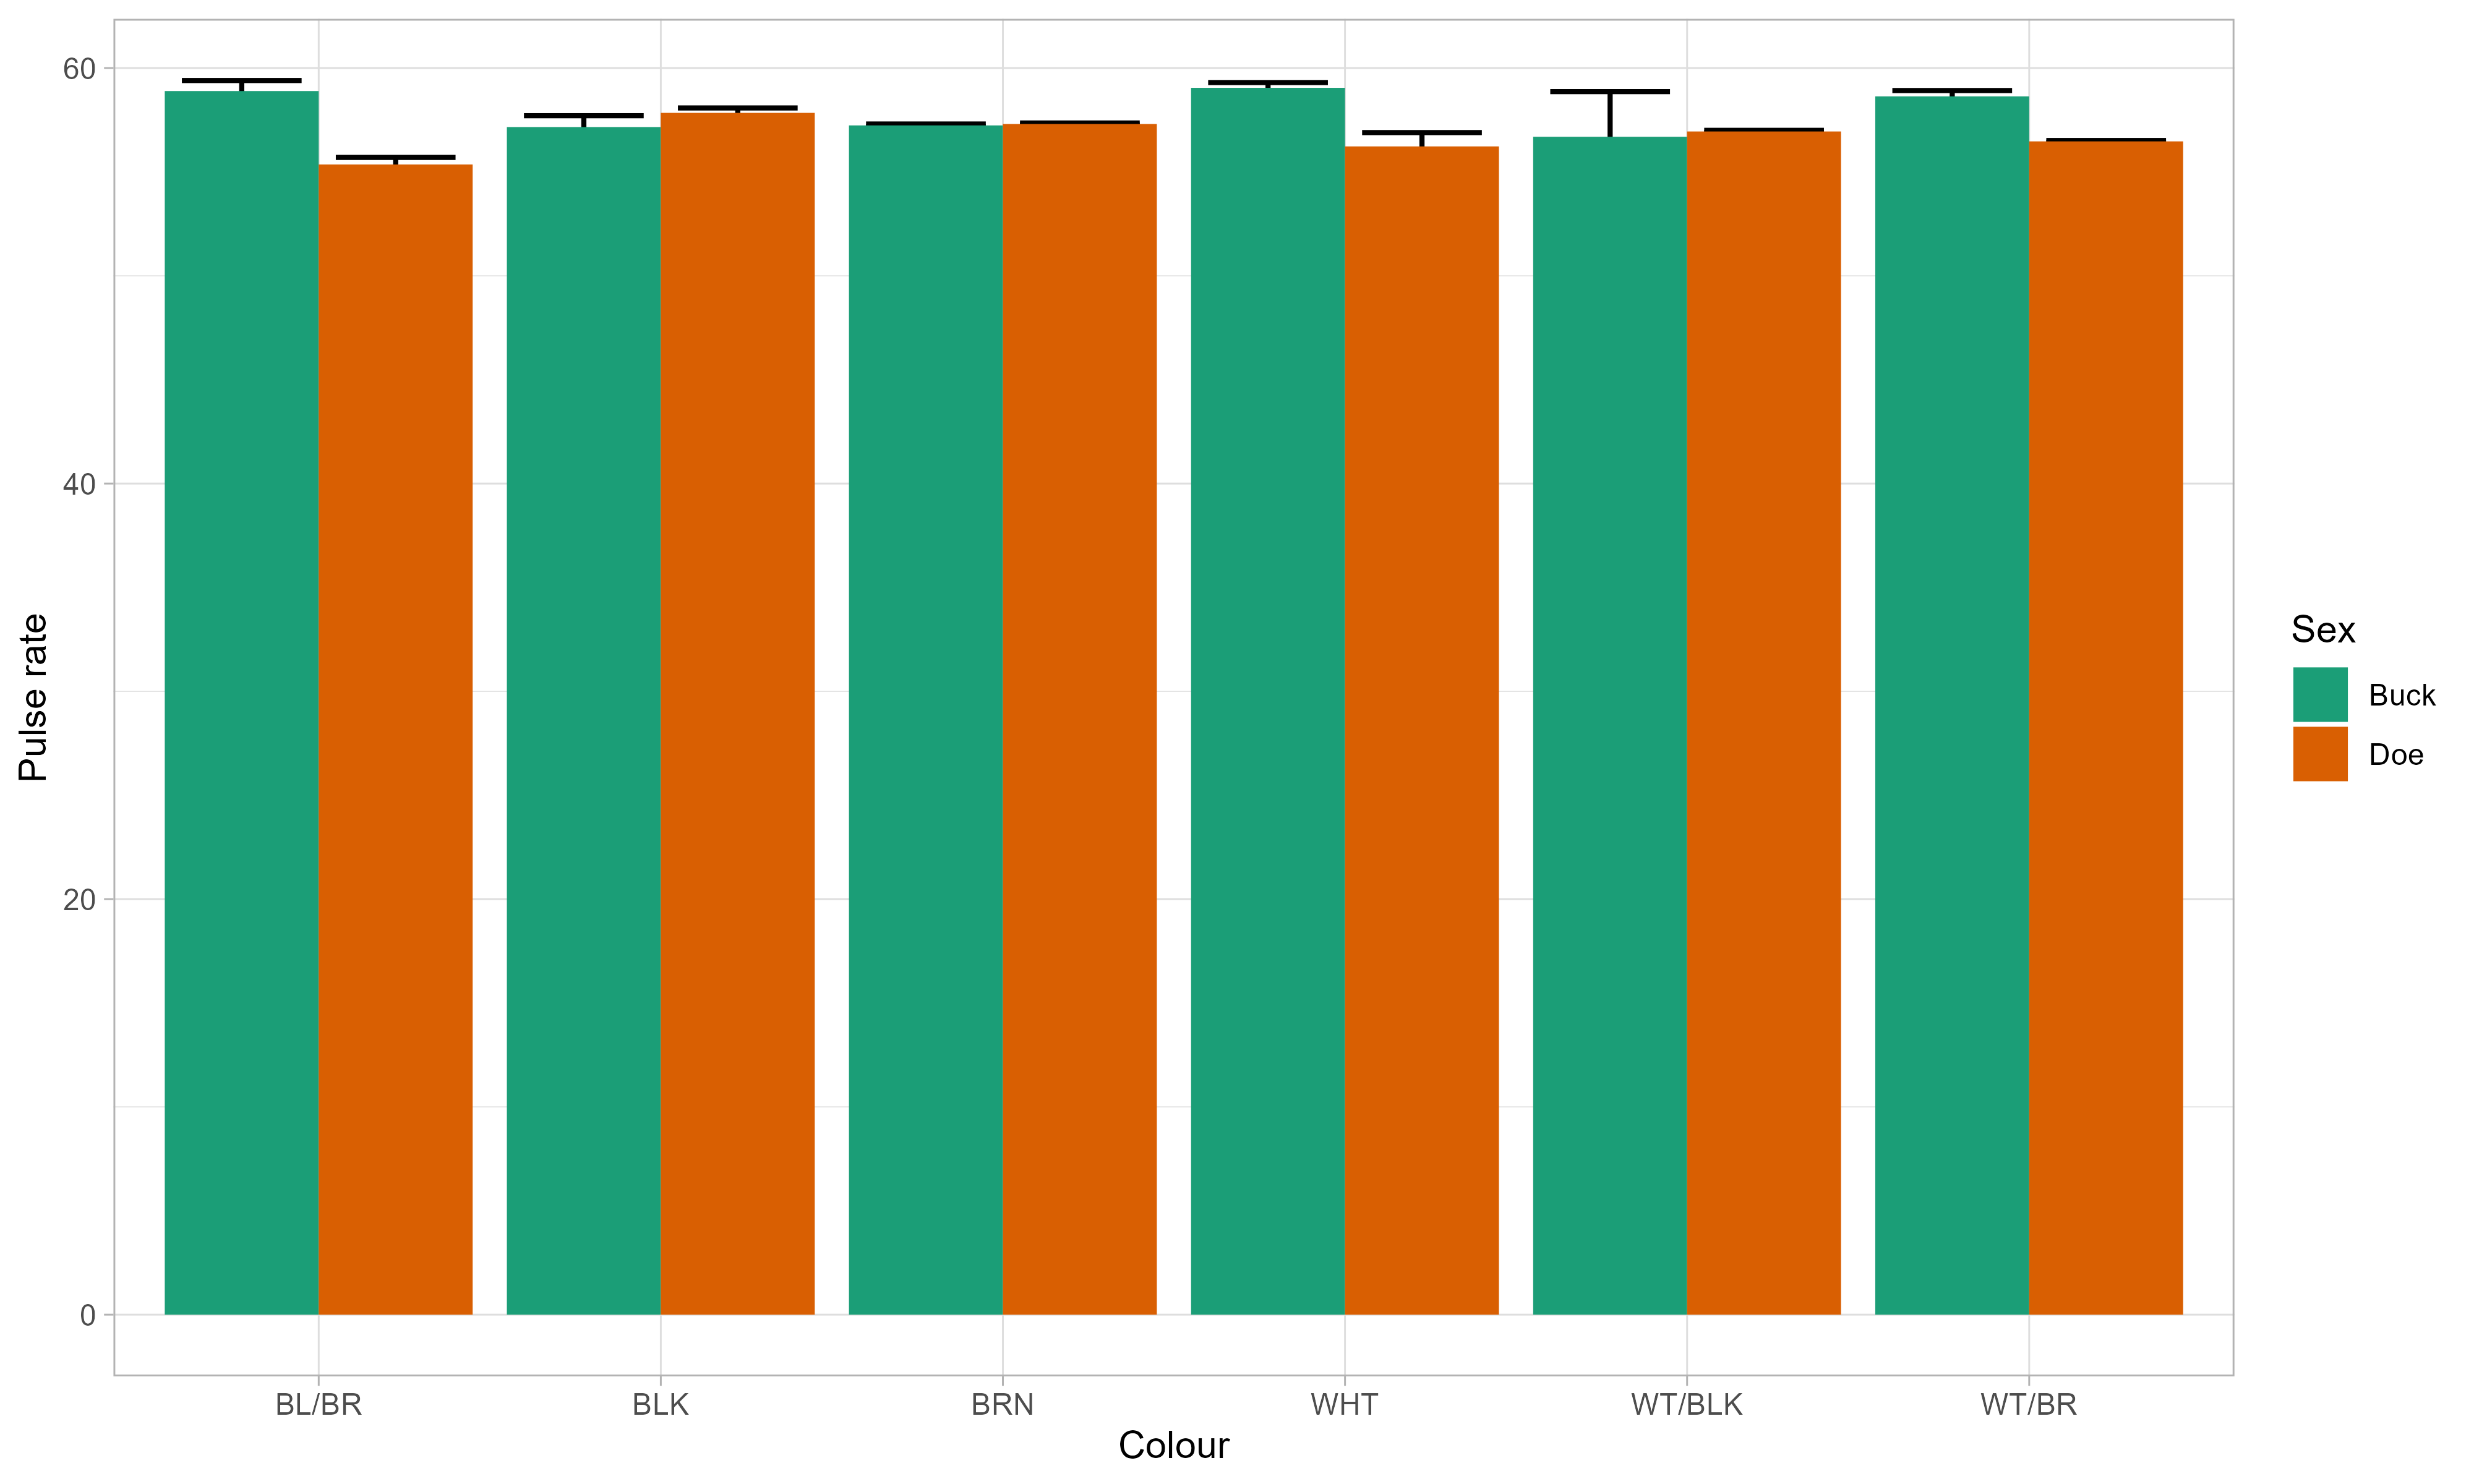 60
40
20
0
Pulse rate
BL/BR
BLK
BRN
WHT
WT/BLK
WT/BR
Colour
Sex
Buck
Doe